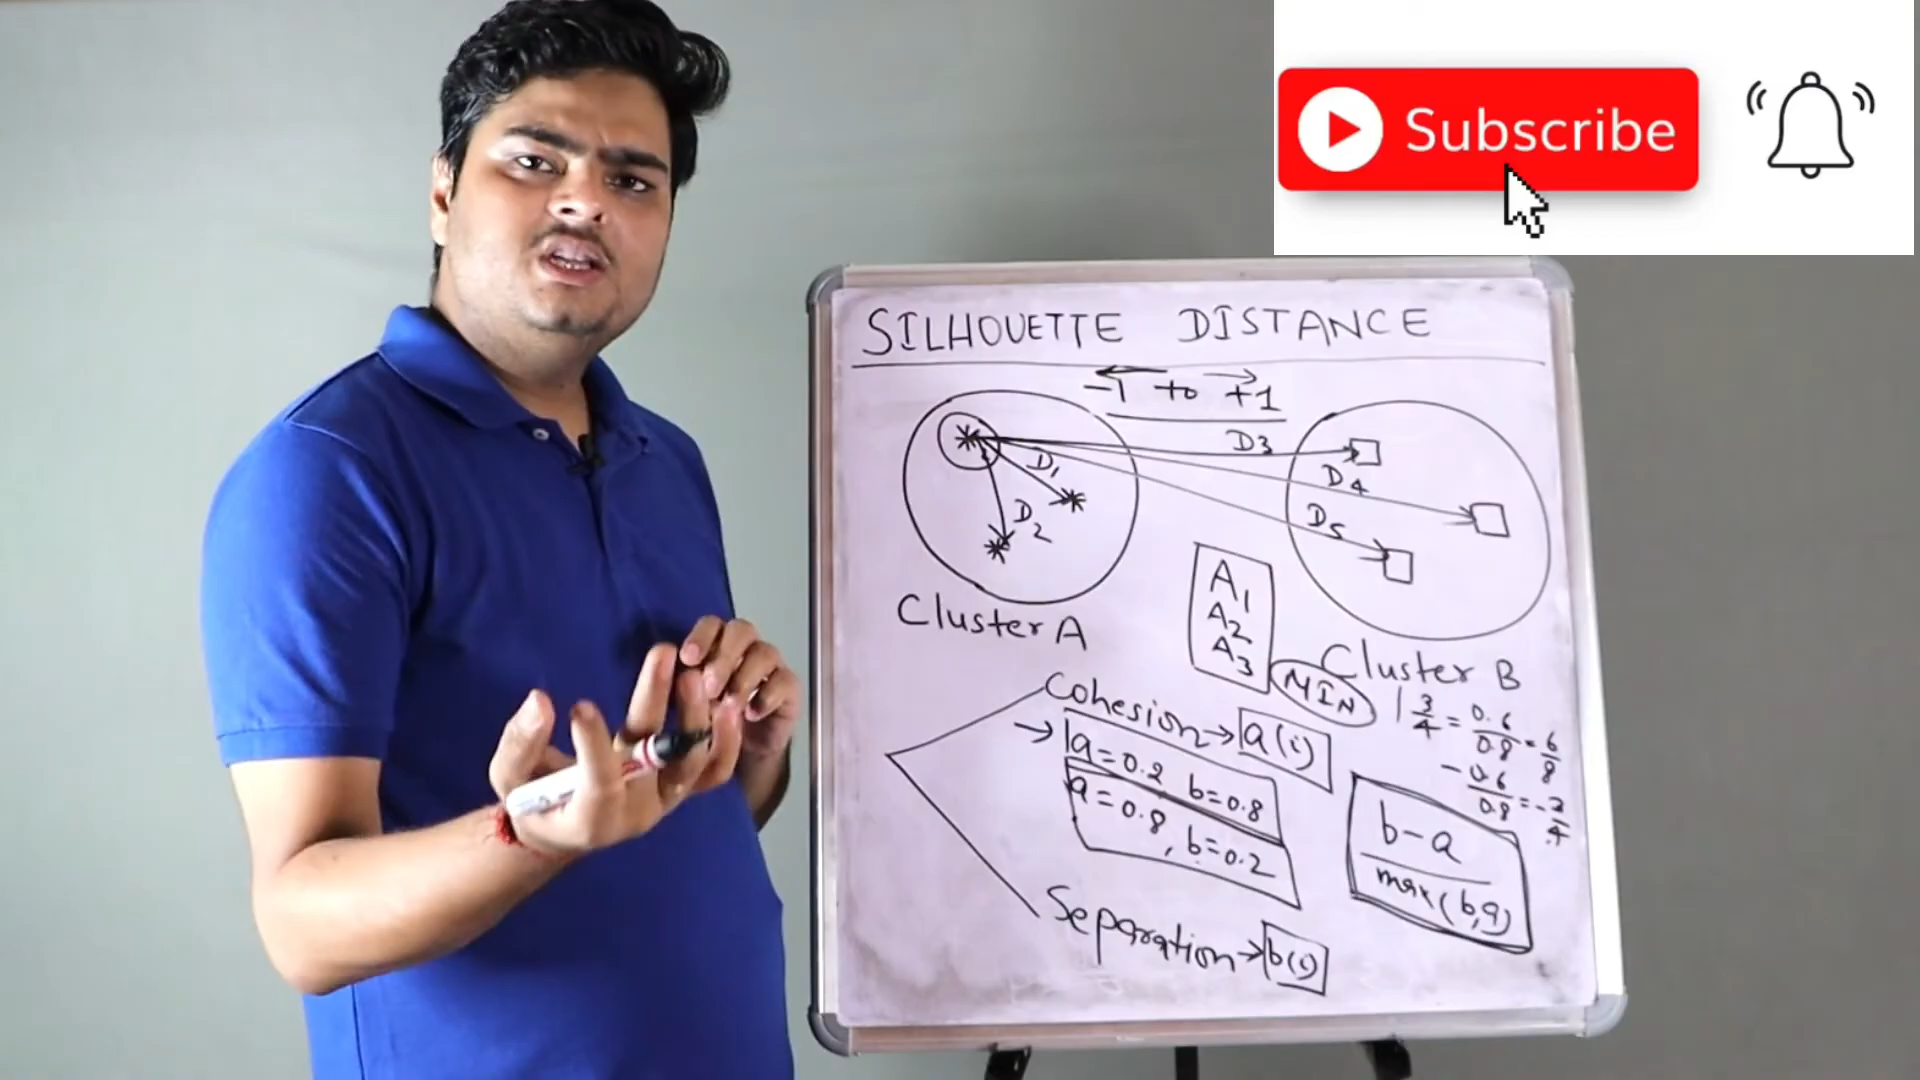 Subscribe
SILHOUETTE DISTANCE
-1 to +1
D3
D1
D4
D2
D5
A1
A2
A3
Cluster A
Cluster B
MIN
Cohesion → a(i)
3/4 = 0.6/0.8 = 6/8
→ a = 0.2 b = 0.8
a = 0.8, b = 0.2
-0.6/0.8 = -3/4
b-a
max(b,a)
Separation → b(i)